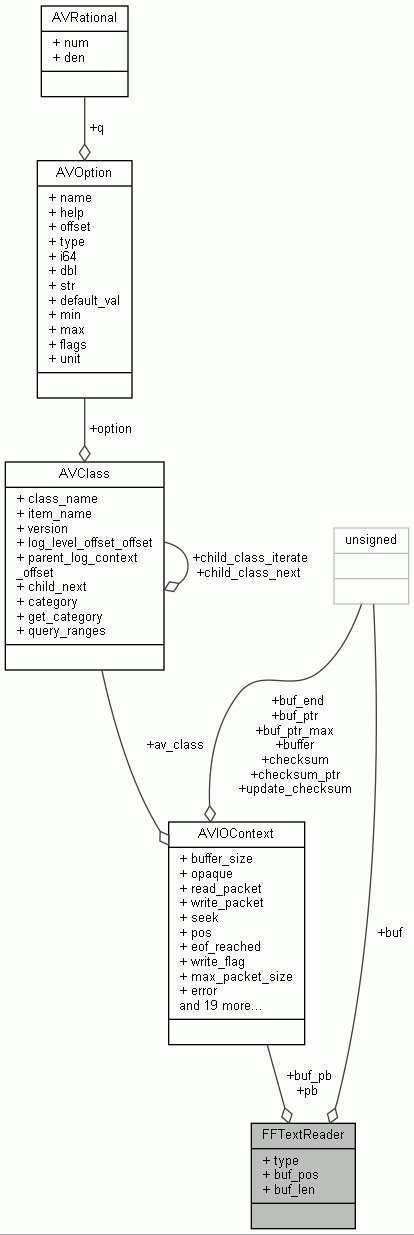 AVRational
+ num
+ den
+q
AVOption
+ name
+ help
+ offset
+ type
+ i64
+ dbl
+ str
+ default_val
+ min
+ max
+ flags
+ unit
+option
AVClass
+ class_name
+ item_name
+ version
+ log_level_offset_offset
+ parent_log_context
_offset
+ child_next
+ category
+ get_category
+ query_ranges
+child_class_iterate
+child_class_next
unsigned
+av_class
+buf_end
+buf_ptr
+buf_ptr_max
+buffer
+checksum
+checksum_ptr
+update_checksum
AVIOContext
+ buffer_size
+ opaque
+ read_packet
+ write_packet
+ seek
+ pos
+ eof_reached
+ write_flag
+ max_packet_size
+ error
and 19 more...
+buf
+buf_pb
+pb
FFTextReader
+ type
+ buf_pos
+ buf_len